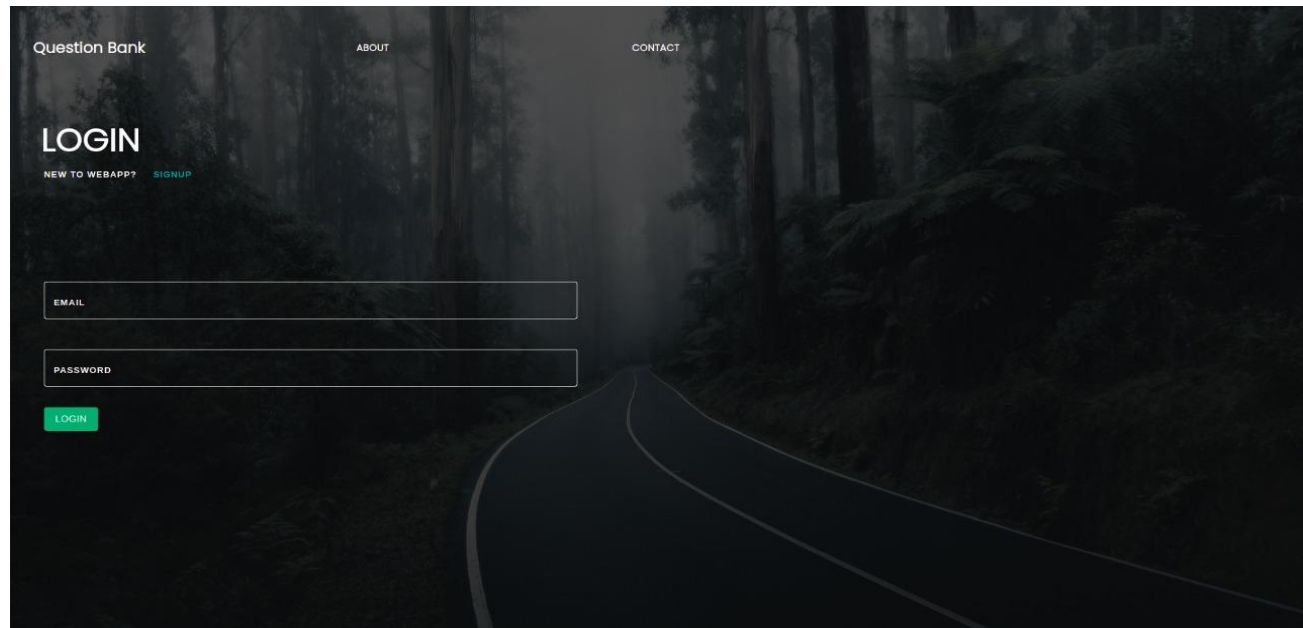 Question Bank ABOUT CONTACT
LOGIN
NEW TO WEBAPP? SIGNUP
EMAIL
PASSWORD
LOGIN